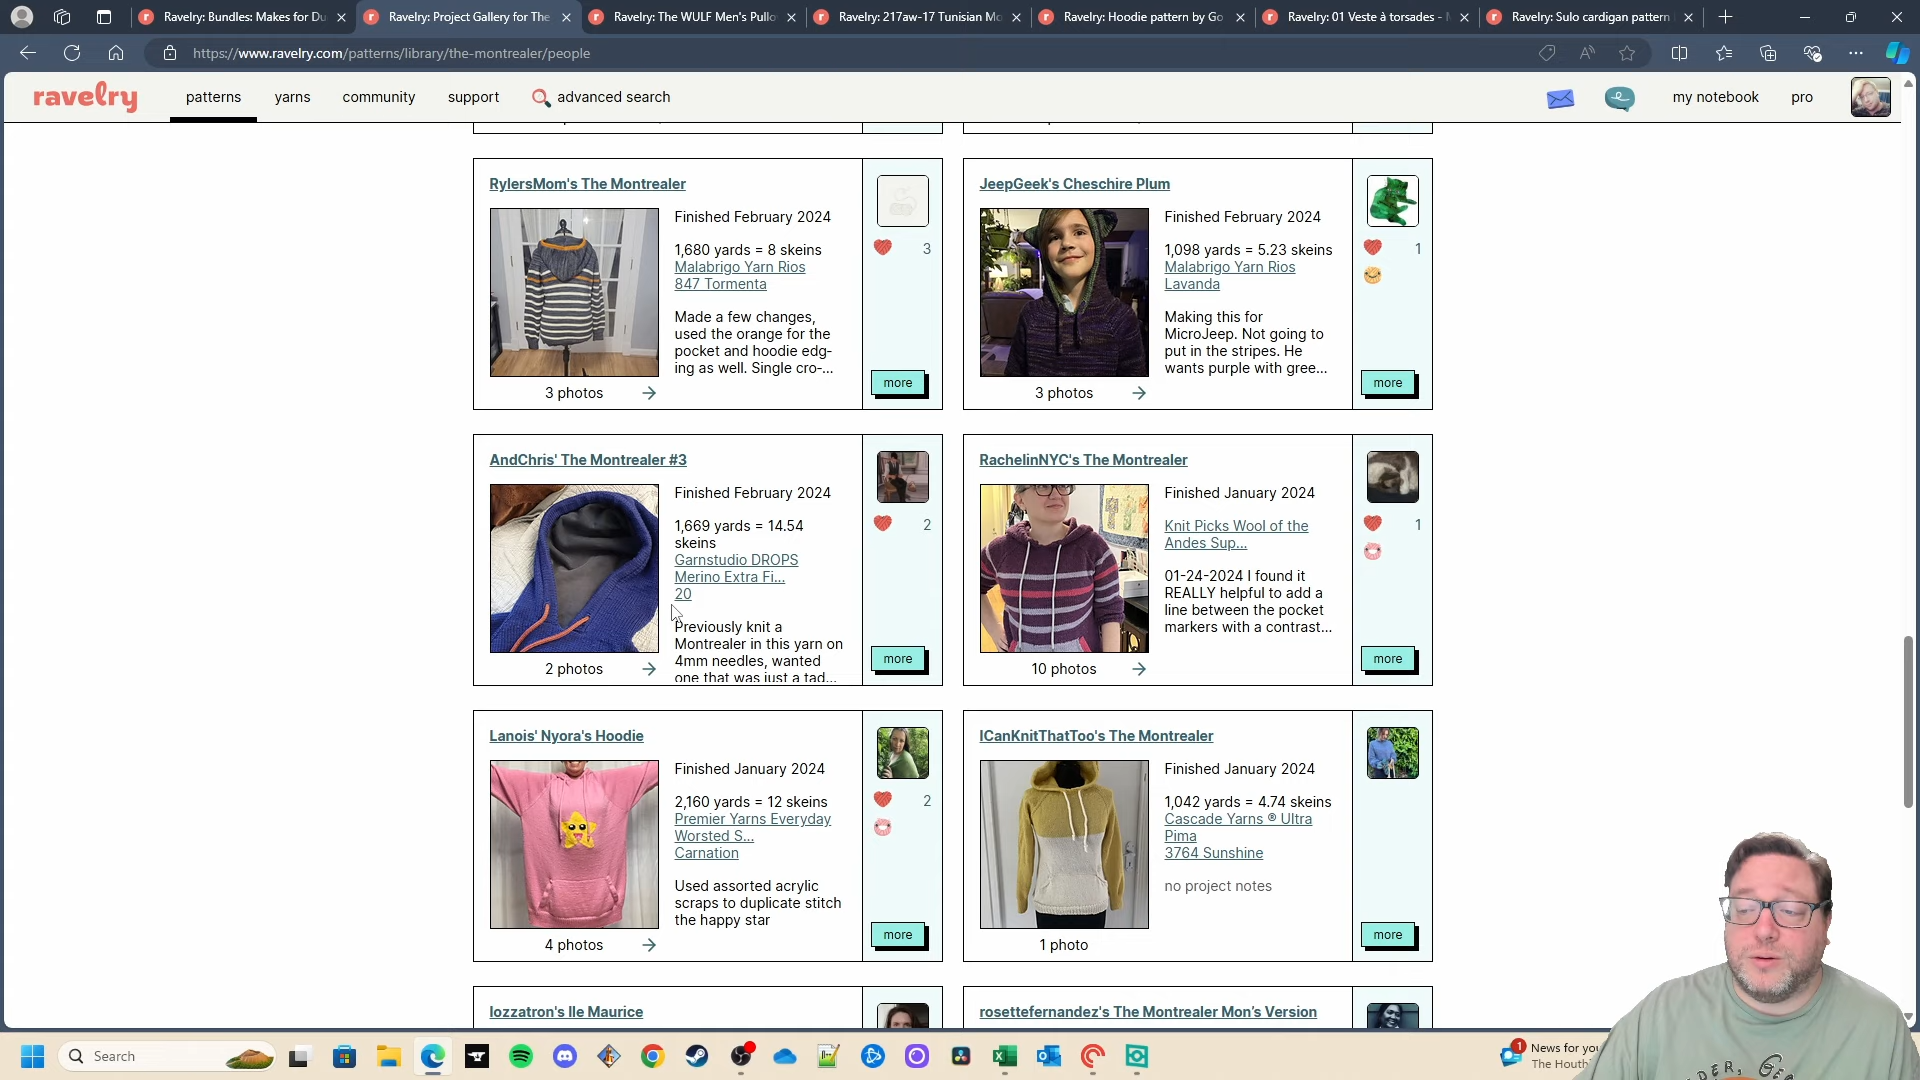 Ravelry: Bundles: Makes for Du
Ravelry: Project Gallery for The
Ravelry: The WULF Men's Pullo
Ravelry: 217aw-17 Tunisian Mo
Ravelry: Hoodie pattern by Go
Ravelry: 01 Veste à torsades -
Ravelry: Sulo cardigan pattern
https://www.ravelry.com/patterns/library/the-montrealer/people
ravelry
patterns
yarns
community
support
advanced search
my notebook
pro
RylersMom's The Montrealer
Finished February 2024
1,680 yards = 8 skeins
Malabrigo Yarn Rios
847 Tormenta
Made a few changes,
used the orange for the
pocket and hoodie edg-
ing as well. Single cro-...
3 photos
3
more
JeepGeek's Cheschire Plum
Finished February 2024
1,098 yards = 5.23 skeins
Malabrigo Yarn Rios
Lavanda
Making this for
MicroJeep. Not going to
put in the stripes. He
wants purple with gree...
3 photos
1
more
AndChris' The Montrealer #3
Finished February 2024
1,669 yards = 14.54
skeins
Garnstudio DROPS
Merino Extra Fi...
20
Previously knit a
Montrealer in this yarn on
4mm needles, wanted
one that was just a tad...
2 photos
2
more
RachelinNYC's The Montrealer
Finished January 2024
Knit Picks Wool of the
Andes Sup...
01-24-2024 I found it
REALLY helpful to add a
line between the pocket
markers with a contrast...
10 photos
1
more
Lanois' Nyora's Hoodie
Finished January 2024
2,160 yards = 12 skeins
Premier Yarns Everyday
Worsted S...
Carnation
Used assorted acrylic
scraps to duplicate stitch
the happy star
4 photos
2
more
ICanKnitThatToo's The Montrealer
Finished January 2024
1,042 yards = 4.74 skeins
Cascade Yarns ® Ultra
Pima
3764 Sunshine
no project notes
1 photo
more
lozzatron's Ile Maurice
rosettefernandez's The Montrealer Mon's Version
Search
1
News for you
The Houthi